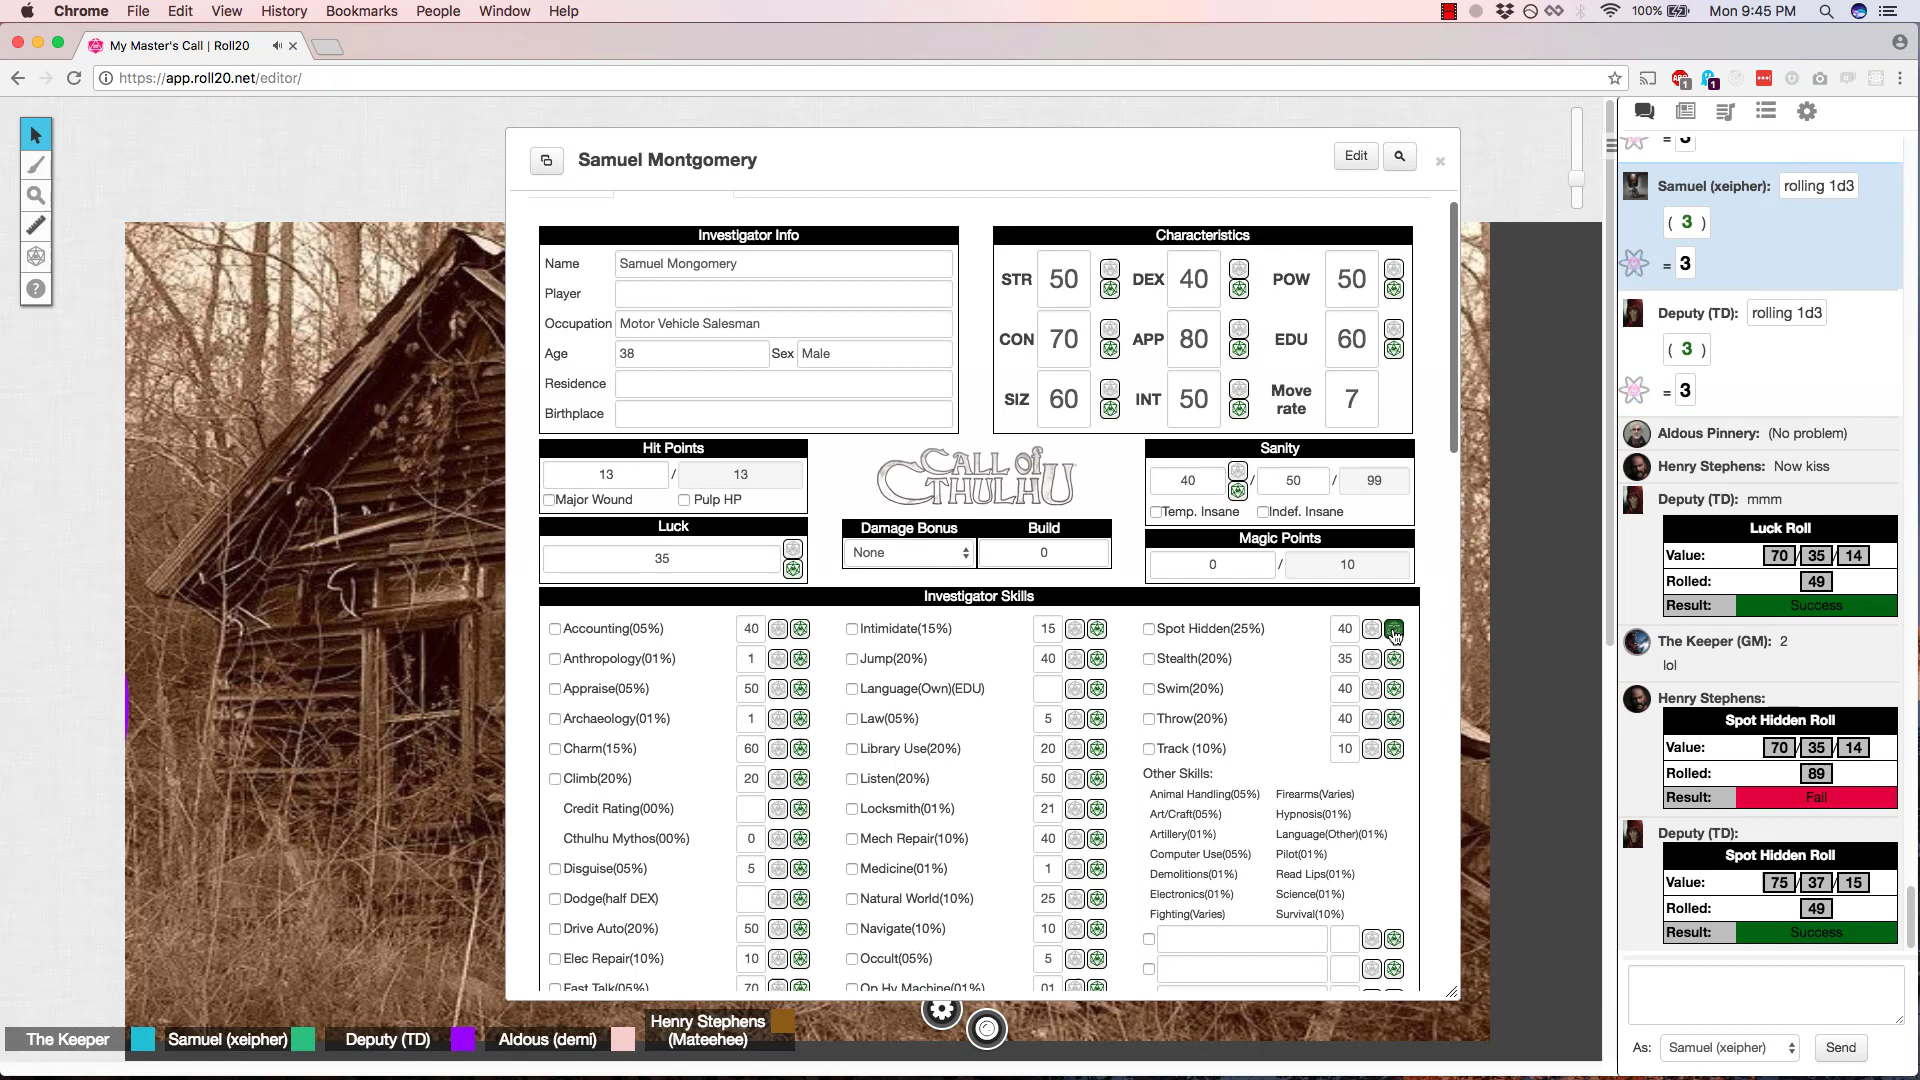 Chrome File Edit View History Bookmarks People Window Help
100% Mon 9:45 PM
My Master's Call | Roll20
https://app.roll20.net/editor/
Samuel Montgomery
Edit
Investigator Info
Name Samuel Mongomery
Player
Occupation Motor Vehicle Salesman
Age 38 Sex Male
Residence
Birthplace
Characteristics
STR 50 DEX 40 POW 50
CON 70 APP 80 EDU 60
SIZ 60 INT 50 Move rate 7
Hit Points
13 / 13
Major Wound Pulp HP
Luck
35
CALL of CTHULHU
Damage Bonus Build
None 0
Sanity
40 / 50 / 99
Temp. Insane Indef. Insane
Magic Points
0 / 10
Investigator Skills
Accounting(05%) 40
Anthropology(01%) 1
Appraise(05%) 50
Archaeology(01%) 1
Charm(15%) 60
Climb(20%) 20
Credit Rating(00%)
Cthulhu Mythos(00%) 0
Disguise(05%) 5
Dodge(half DEX)
Drive Auto(20%) 50
Elec Repair(10%) 10
Fast Talk(05%) 70
Intimidate(15%) 15
Jump(20%) 40
Language(Own)(EDU)
Law(05%) 5
Library Use(20%) 20
Listen(20%) 50
Locksmith(01%) 21
Mech Repair(10%) 40
Medicine(01%) 1
Natural World(10%) 25
Navigate(10%) 10
Occult(05%) 5
Op Hv Machine(01%) 01
Spot Hidden(25%) 40
Stealth(20%) 35
Swim(20%) 40
Throw(20%) 40
Track (10%) 10
Other Skills:
Animal Handling(05%) Firearms(Varies)
Art/Craft(05%) Hypnosis(01%)
Artillery(01%) Language(Other)(01%)
Computer Use(05%) Pilot(01%)
Demolitions(01%) Read Lips(01%)
Electronics(01%) Science(01%)
Fighting(Varies) Survival(10%)
= 3
Samuel (xeipher): rolling 1d3
( 3 )
= 3
Deputy (TD): rolling 1d3
( 3 )
= 3
Aldous Pinnery: (No problem)
Henry Stephens: Now kiss
Deputy (TD): mmm
Luck Roll
Value: 70 / 35 / 14
Rolled: 49
Result: Success
The Keeper (GM): 2
lol
Henry Stephens:
Spot Hidden Roll
Value: 70 / 35 / 14
Rolled: 89
Result: Fail
Deputy (TD):
Spot Hidden Roll
Value: 75 / 37 / 15
Rolled: 49
Result: Success
As: Samuel (xeipher) Send
The Keeper
Samuel (xeipher)
Deputy (TD)
Aldous (demi)
Henry Stephens
(Mateehee)